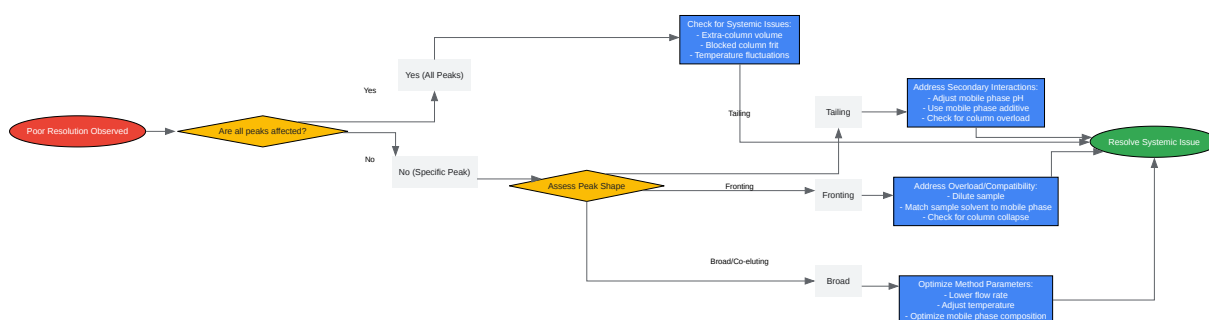 Poor Resolution Observed
Are all peaks affected?
Yes
Yes (All Peaks)
Check for Systemic Issues:
- Extra-column volume
- Blocked column frit
- Temperature fluctuations
No
No (Specific Peak)
Assess Peak Shape
Tailing
Tailing
Address Secondary Interactions:
- Adjust mobile phase pH
- Use mobile phase additive
- Check for column overload
Fronting
Fronting
Address Overload/Compatibility:
- Dilute sample
- Match sample solvent to mobile phase
- Check for column collapse
Broad/Co-eluting
Broad
Optimize Method Parameters:
- Lower flow rate
- Adjust temperature
- Optimize mobile phase composition
Resolve Systemic Issue